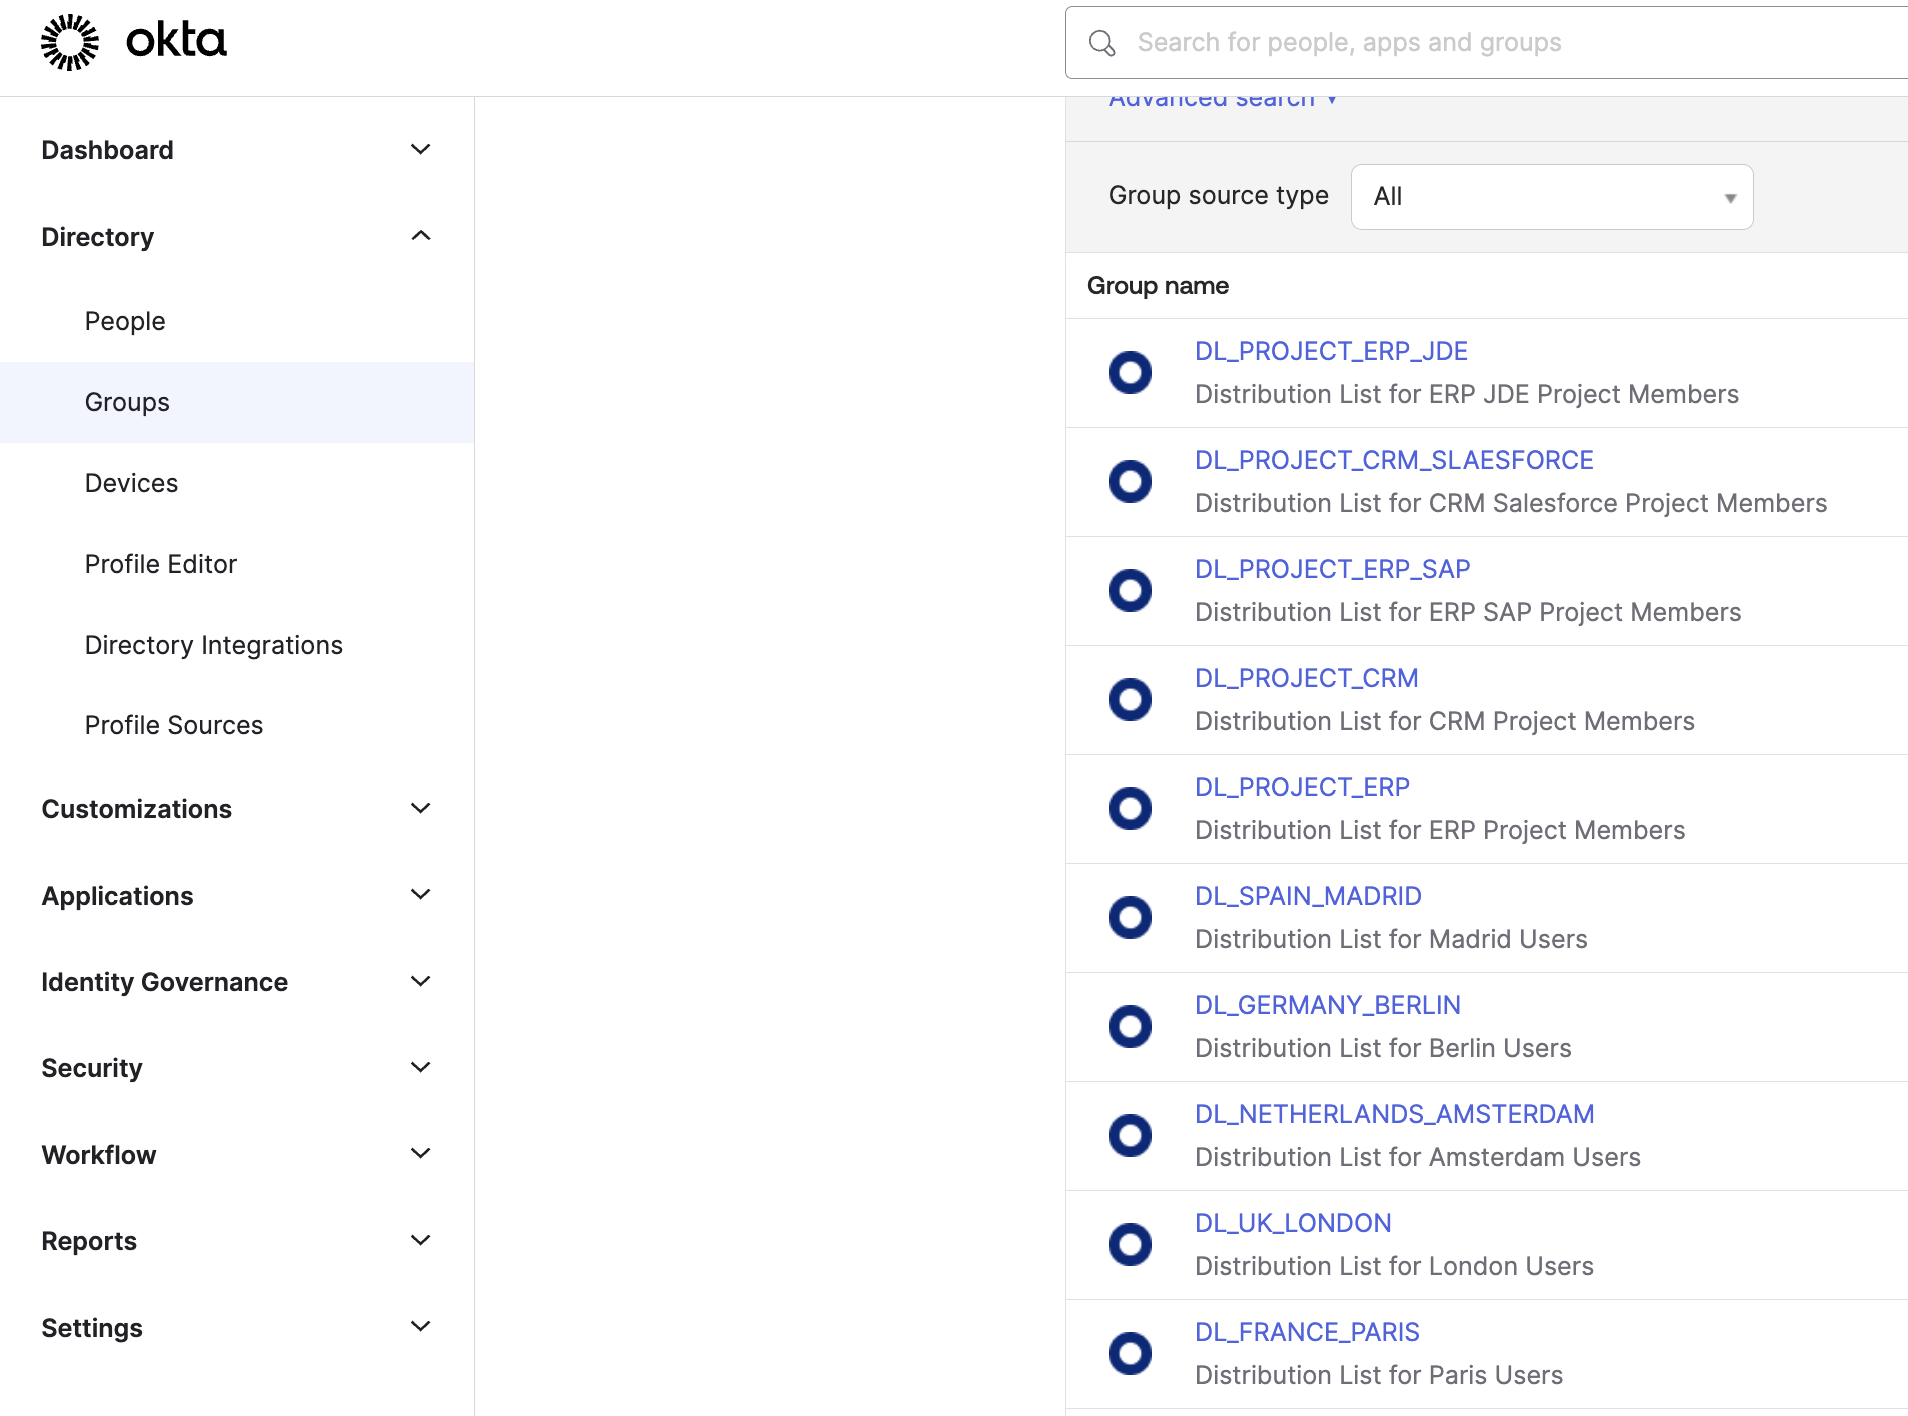 okta
Search for people, apps and groups
Dashboard
Directory
People
Groups
Devices
Profile Editor
Directory Integrations
Profile Sources
Customizations
Applications
Identity Governance
Security
Workflow
Reports
Settings
Advanced search
Group source type All
Group name
DL_PROJECT_ERP_JDE
Distribution List for ERP JDE Project Members
DL_PROJECT_CRM_SLAESFORCE
Distribution List for CRM Salesforce Project Members
DL_PROJECT_ERP_SAP
Distribution List for ERP SAP Project Members
DL_PROJECT_CRM
Distribution List for CRM Project Members
DL_PROJECT_ERP
Distribution List for ERP Project Members
DL_SPAIN_MADRID
Distribution List for Madrid Users
DL_GERMANY_BERLIN
Distribution List for Berlin Users
DL_NETHERLANDS_AMSTERDAM
Distribution List for Amsterdam Users
DL_UK_LONDON
Distribution List for London Users
DL_FRANCE_PARIS
Distribution List for Paris Users